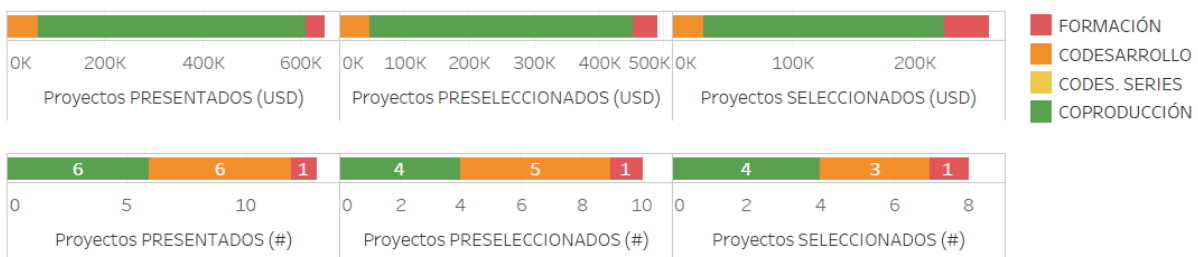 0K 200K 400K 600K 0K 100K 200K 300K 400K 500K 0K 100K 200K
Proyectos PRESENTADOS (USD) Proyectos PRESELECCIONADOS (USD) Proyectos SELECCIONADOS (USD)
FORMACIÓN
CODESARROLLO
CODES. SERIES
COPRODUCCIÓN
6 6 1 4 5 1 4 3 1
0 5 10 0 2 4 6 8 10 0 2 4 6 8
Proyectos PRESENTADOS (#) Proyectos PRESELECCIONADOS (#) Proyectos SELECCIONADOS (#)